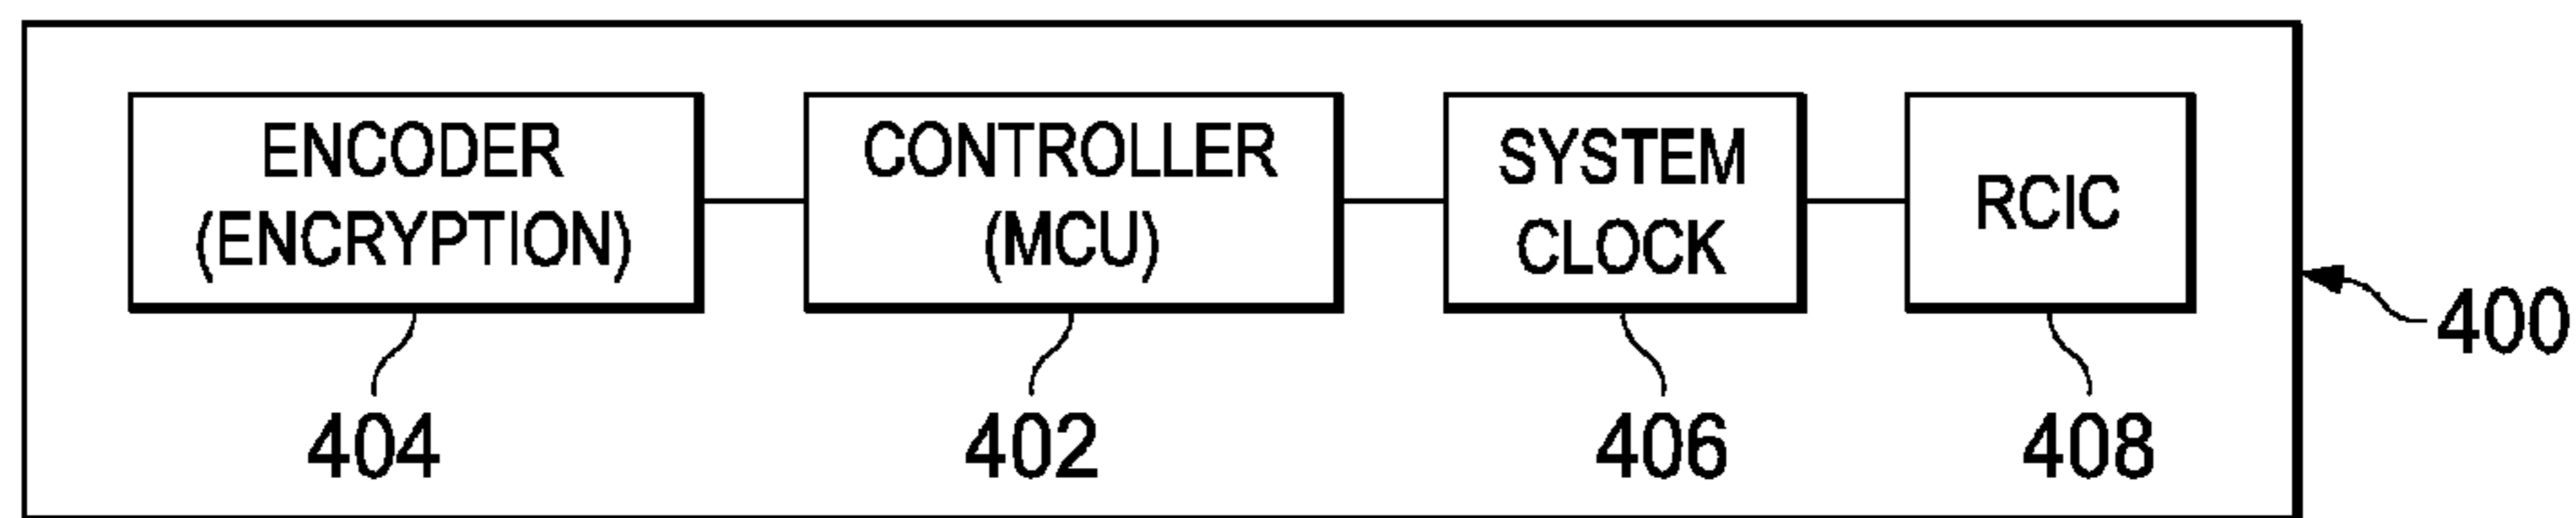 ENCODER
(ENCRYPTION)
CONTROLLER
(MCU)
SYSTEM
CLOCK
RCIC
400
404
402
406
408